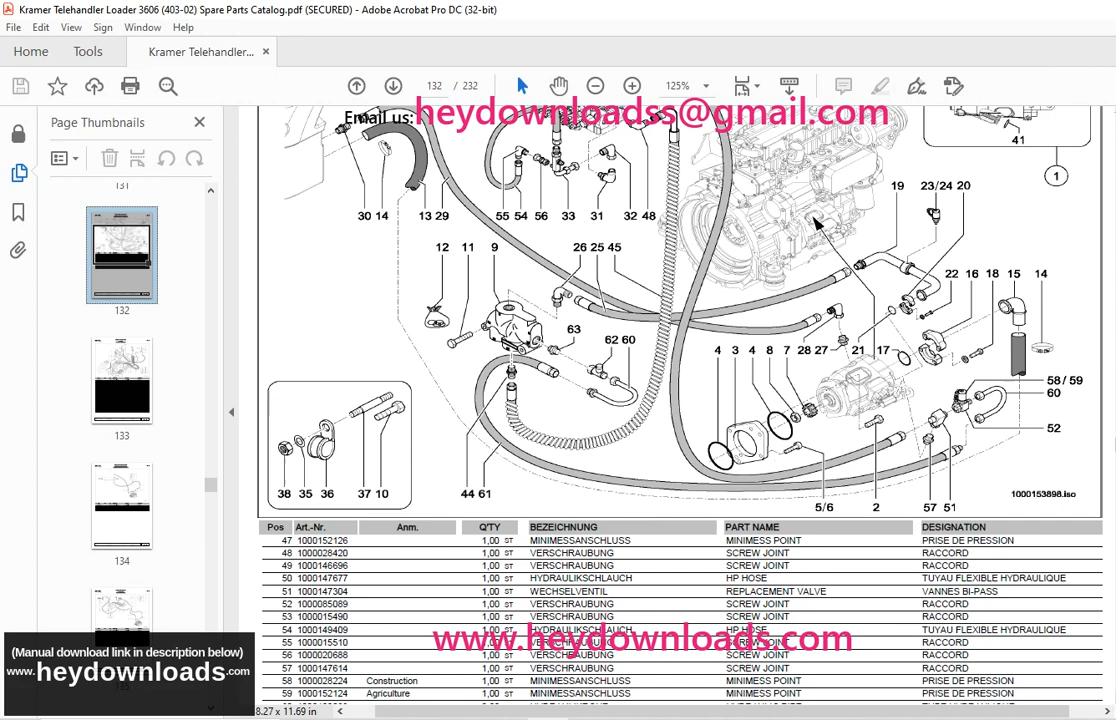 Kramer Telehandler Loader 3606 (403-02) Spare Parts Catalog.pdf (SECURED) - Adobe Acrobat Pro DC (32-bit)
File Edit View Sign Window Help
Home Tools Kramer Telehandler... ×
132 / 232 125%
Page Thumbnails
131
132
133
134
Email us: heydownloadss@gmail.com
41
1
30 14 13 29 55 54 56 33 31 32 48 19 23/24 20
12 11 9 26 25 45 22 16 18 15 14
63 62 60 28 27 21 17
4 3 4 8 7 58/59
60
52
38 35 36 37 10 44 61 5/6 2 57 51
1000153898.iso
Pos Art.-Nr. Anm. Q'TY BEZEICHNUNG PART NAME DESIGNATION
47 1000152126 1,00 ST MINIMESSANSCHLUSS MINIMESS POINT PRISE DE PRESSION
48 1000028420 1,00 ST VERSCHRAUBUNG SCREW JOINT RACCORD
49 1000146696 1,00 ST VERSCHRAUBUNG SCREW JOINT RACCORD
50 1000147677 1,00 ST HYDRAULIKSCHLAUCH HP HOSE TUYAU FLEXIBLE HYDRAULIQUE
51 1000147304 1,00 ST WECHSELVENTIL REPLACEMENT VALVE VANNES BI-PASS
52 1000085089 1,00 ST VERSCHRAUBUNG SCREW JOINT RACCORD
53 1000015490 1,00 ST VERSCHRAUBUNG SCREW JOINT RACCORD
54 1000149409 1,00 ST HYDRAULIKSCHLAUCH HP HOSE TUYAU FLEXIBLE HYDRAULIQUE
55 1000015510 1,00 ST VERSCHRAUBUNG SCREW JOINT RACCORD
56 1000020688 1,00 ST VERSCHRAUBUNG SCREW JOINT RACCORD
57 1000147614 1,00 ST VERSCHRAUBUNG SCREW JOINT RACCORD
58 1000028224 Construction 1,00 ST MINIMESSANSCHLUSS MINIMESS POINT PRISE DE PRESSION
59 1000152124 Agriculture 1,00 ST MINIMESSANSCHLUSS MINIMESS POINT PRISE DE PRESSION
www.heydownloads.com
(Manual download link in description below)
www.heydownloads.com
8.27 x 11.69 in